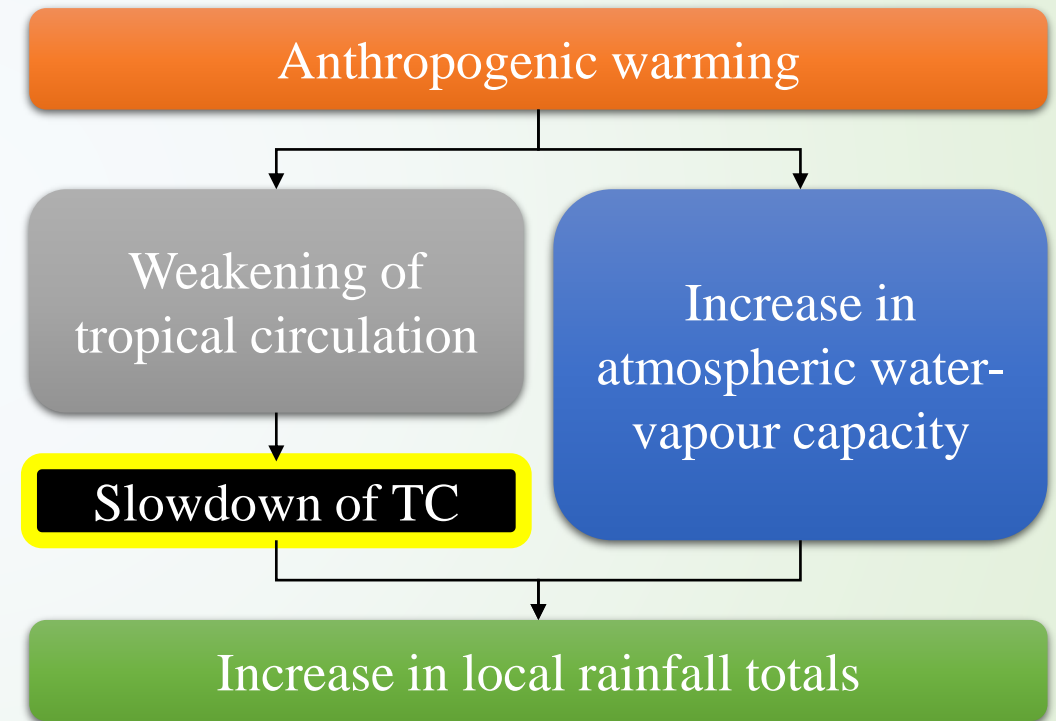 Anthropogenic warming
Weakening of
tropical circulation
Increase in
atmospheric water-
vapour capacity
Slowdown of TC
Increase in local rainfall totals